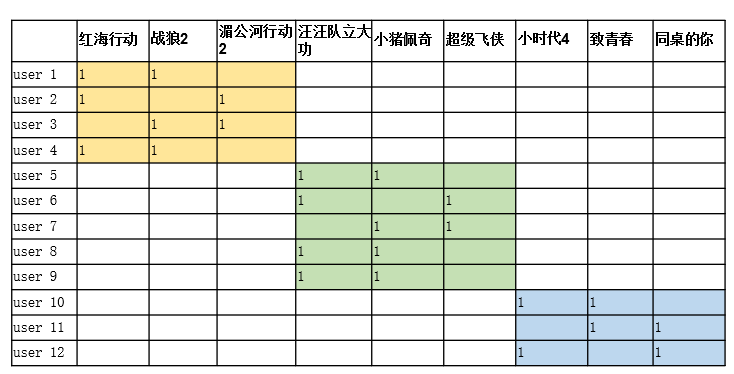 红海行动 战狼2 湄公河行动2 汪汪队立大功 小猪佩奇 超级飞侠 小时代4 致青春 同桌的你
user 1 1 1
user 2 1 1
user 3 1 1
user 4 1 1
user 5 1 1
user 6 1 1
user 7 1 1
user 8 1 1
user 9 1 1
user 10 1 1
user 11 1 1
user 12 1 1